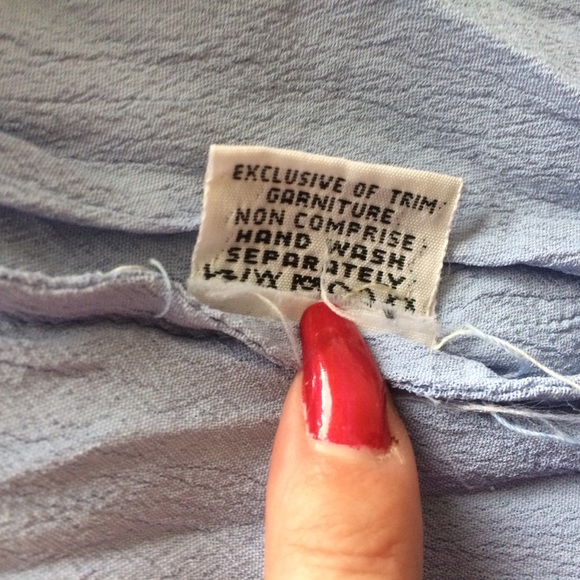 EXCLUSIVE OF TRIM
GARNITURE
NON COMPRISE
HAND WASH
SEPARATELY